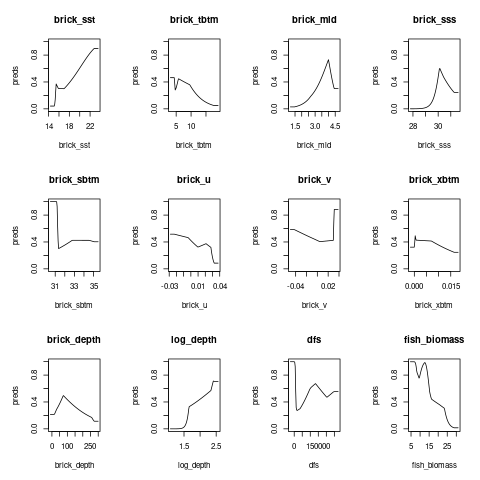 brick_sst brick_tbtm brick_mld brick_sss
preds 0.0 0.4 0.8 preds 0.0 0.4 0.8 preds 0.0 0.4 0.8 preds 0.0 0.4 0.8
14 18 22 5 10 1.5 3.0 4.5 28 30
brick_sst brick_tbtm brick_mld brick_sss
brick_sbtm brick_u brick_v brick_xbtm
preds 0.0 0.4 0.8 preds 0.0 0.4 0.8 preds 0.0 0.4 0.8 preds 0.0 0.4 0.8
31 33 35 -0.03 0.01 0.04 -0.04 0.02 0.000 0.015
brick_sbtm brick_u brick_v brick_xbtm
brick_depth log_depth dfs fish_biomass
preds 0.0 0.4 0.8 preds 0.0 0.4 0.8 preds 0.0 0.4 0.8 preds 0.0 0.4 0.8
0 100 250 1.5 2.5 0 150000 5 15 25
brick_depth log_depth dfs fish_biomass